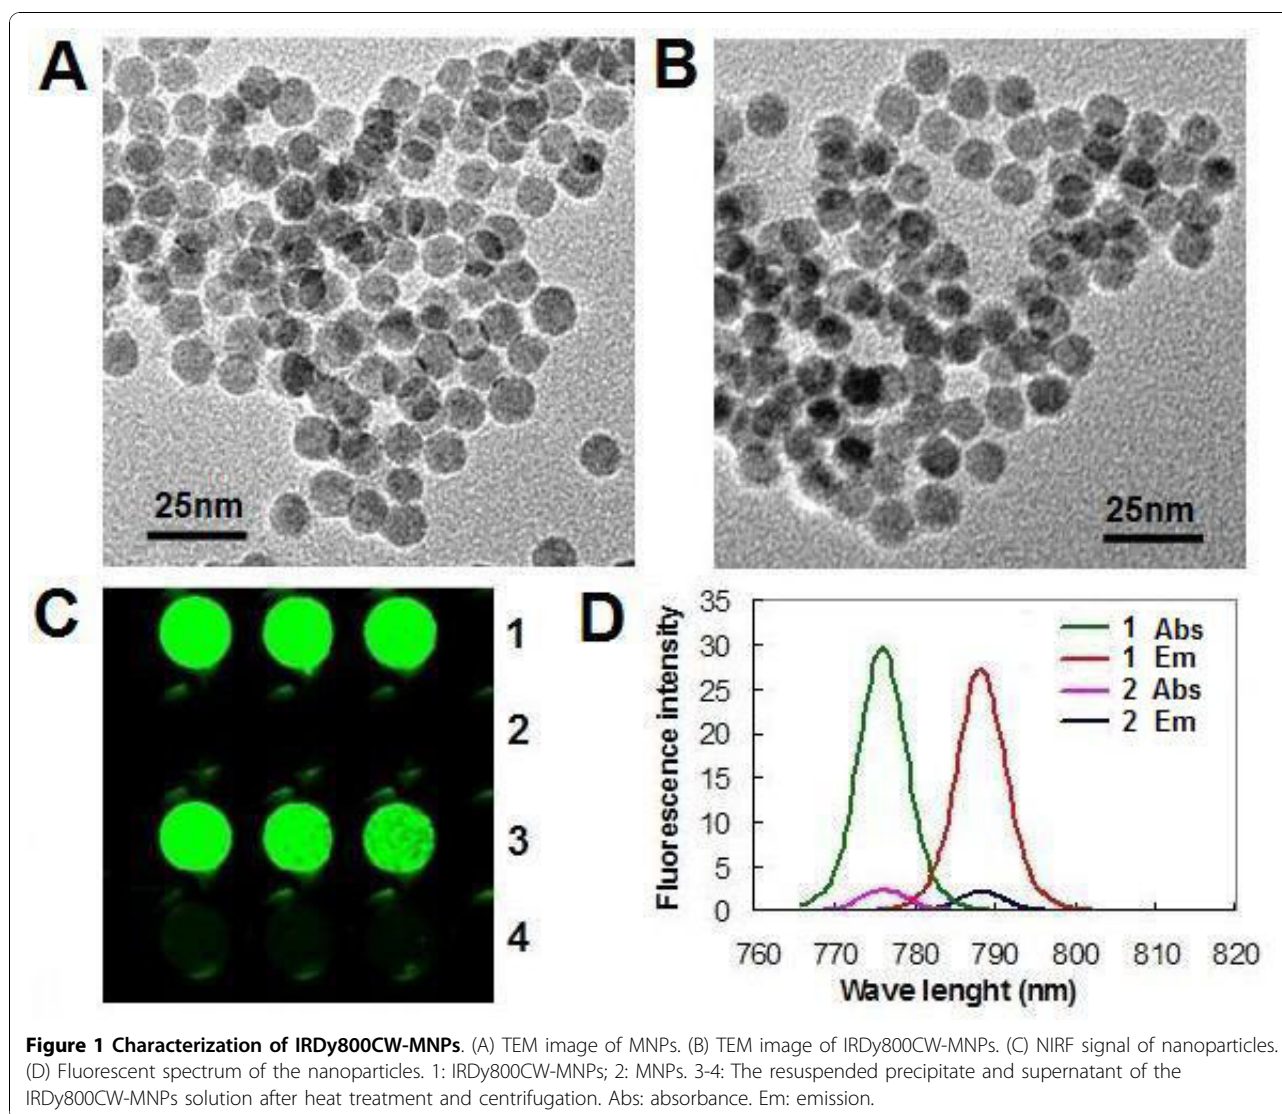 A
B
25nm
25nm
C
1
2
3
4
D
Fluorescence intensity
35
30
25
20
15
10
5
0
1 Abs
1 Em
2 Abs
2 Em
760 770 780 790 800 810 820
Wave lenght (nm)
Figure 1 Characterization of IRDy800CW-MNPs. (A) TEM image of MNPs. (B) TEM image of IRDy800CW-MNPs. (C) NIRF signal of nanoparticles.
(D) Fluorescent spectrum of the nanoparticles. 1: IRDy800CW-MNPs; 2: MNPs. 3-4: The resuspended precipitate and supernatant of the
IRDy800CW-MNPs solution after heat treatment and centrifugation. Abs: absorbance. Em: emission.